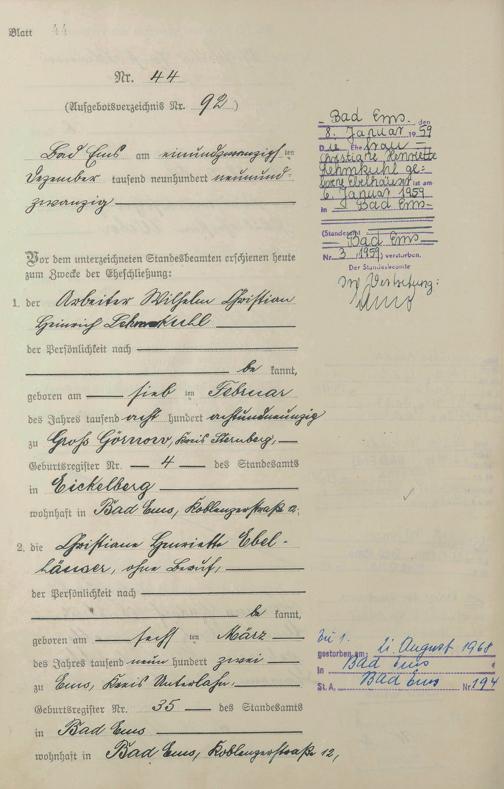 Blatt 44
Nr. 44
(Aufgebotsverzeichnis Nr. 92)
Bad Ems am einundzwanzigsten
Dezember tausend neunhundert neunund-
zwanzig
Vor dem unterzeichneten Standesbeamten erschienen heute
zum Zwecke der Eheschließung:
1. der Arbeiter Wilhelm Christian
Heinrich Lehmkuhl
der Persönlichkeit nach
be kannt,
geboren am sieb ten Februar
des Jahres tausend acht hundert achtundneunzig
zu Groß Görnow, Kreis Sternberg,
Geburtsregister Nr. 4 des Standesamts
in Eickelberg
wohnhaft in Bad Ems, Koblenzerstraße
2. die Christiane Henriette Ebel-
häuser, ohne Beruf,
der Persönlichkeit nach
be kannt,
geboren am sechs ten März
des Jahres tausend neun hundert zwei
zu Ems, Kreis Unterlahn,
Geburtsregister Nr. 35 des Standesamts
in Bad Ems
wohnhaft in Bad Ems, Koblenzerstraße 12,
Bad Ems, den
8. Januar 1959
Die Ehefrau
Christiane Henriette
Lehmkuhl ge-
borene Ebelhäuser ist am
6. Januar 1959
in Bad Ems
(Standesamt
Bad Ems
Nr. 3/1959) verstorben.
Der Standesbeamte
In Vertretung:
Zu 1.
gestorben am: 21. August 1968
in Bad Ems
St. A. Bad Ems Nr. 194